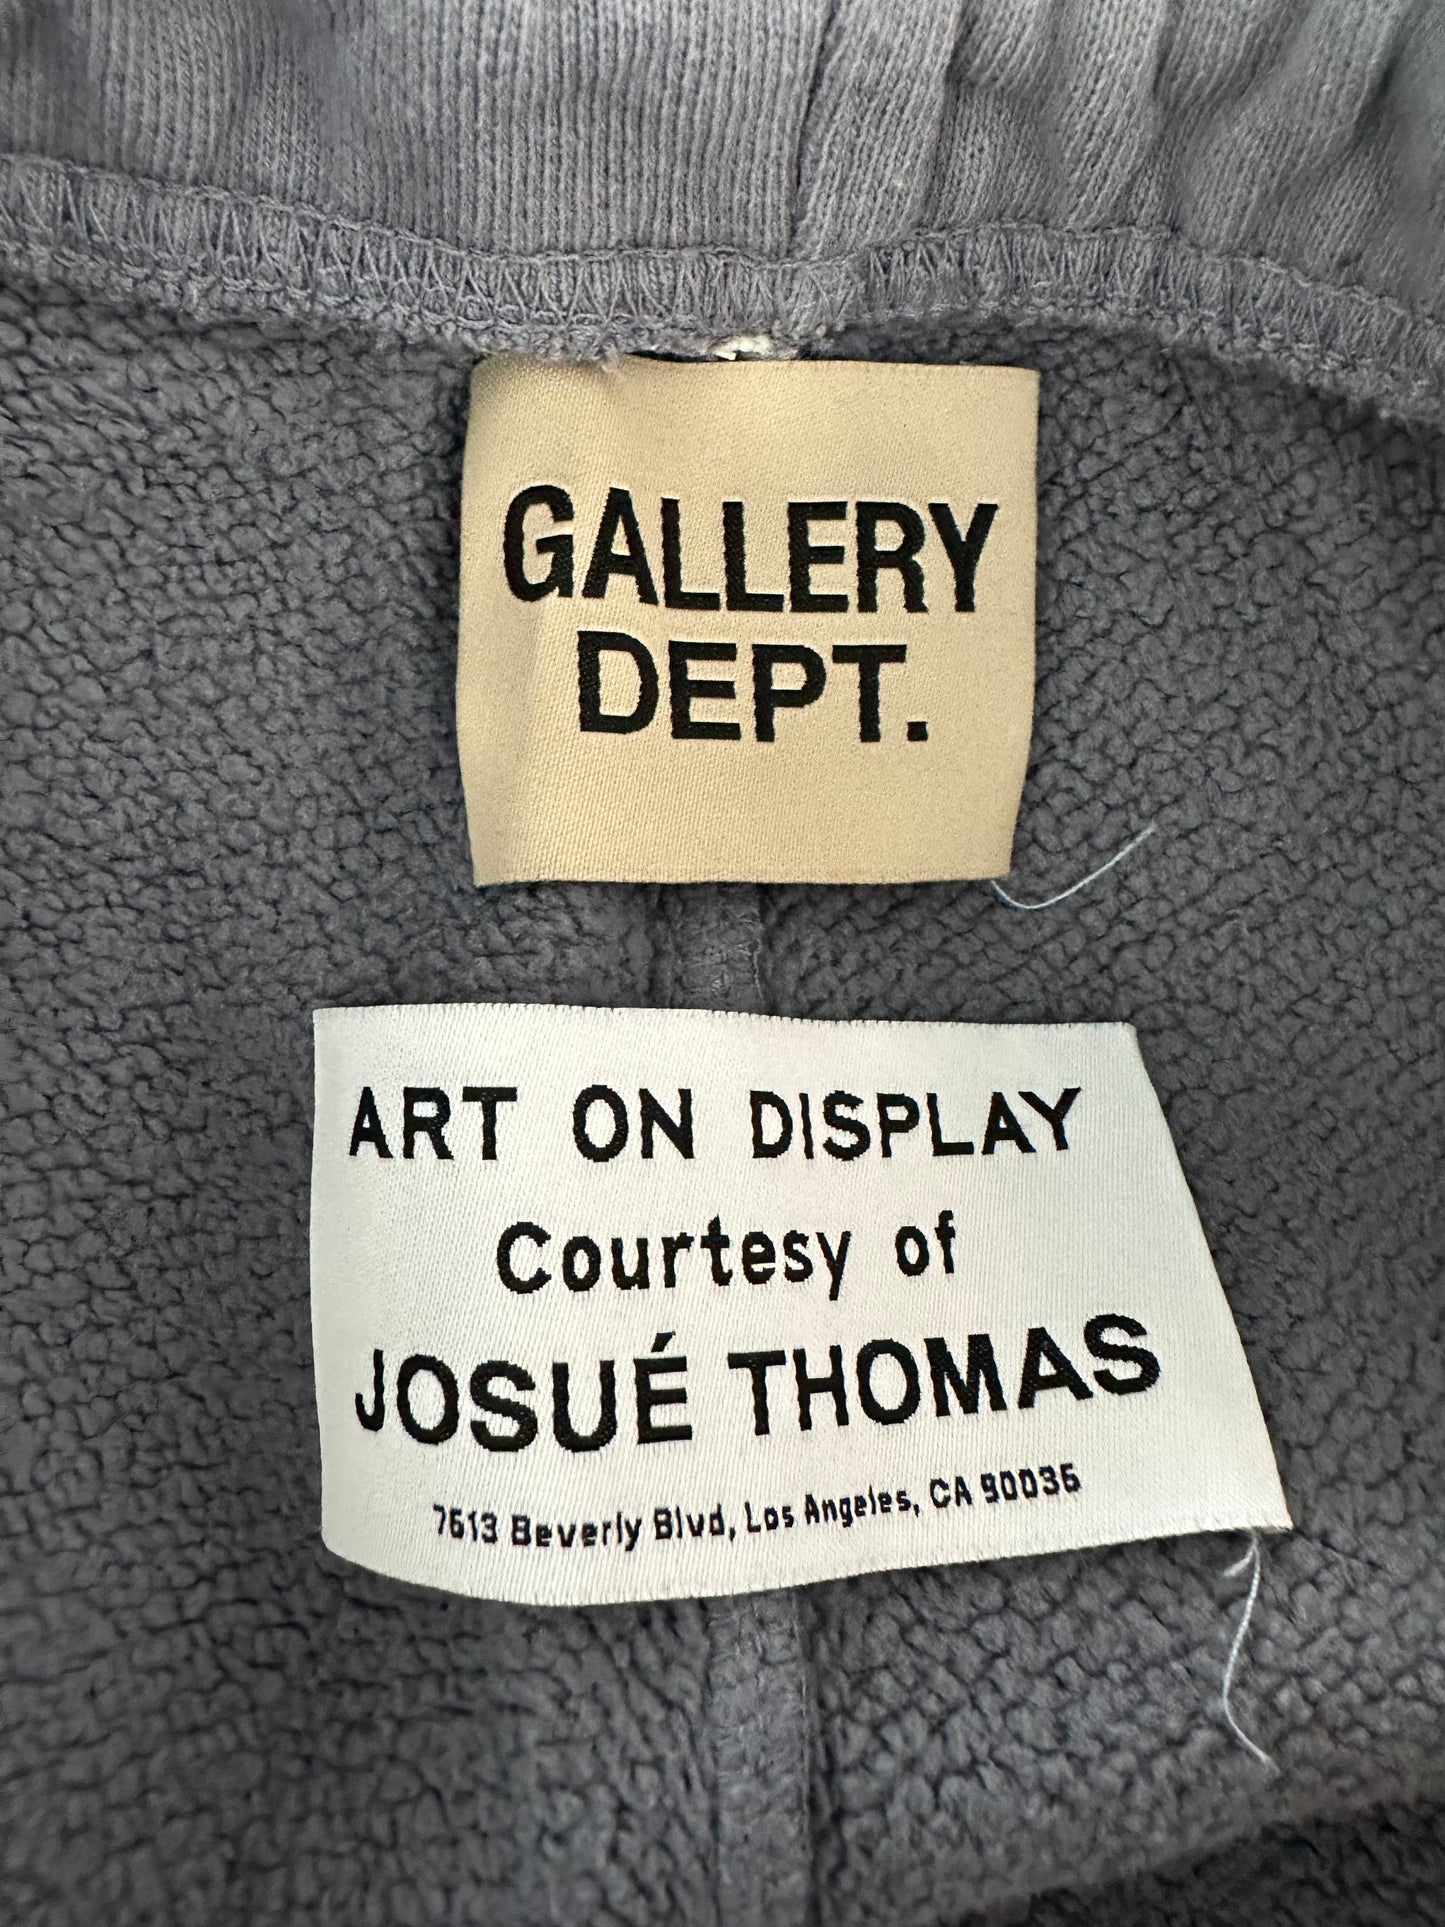 GALLERY
DEPT.
ART ON DISPLAY
Courtesy of
JOSUÉ THOMAS
7613 Beverly Blvd, Los Angeles, CA 90036